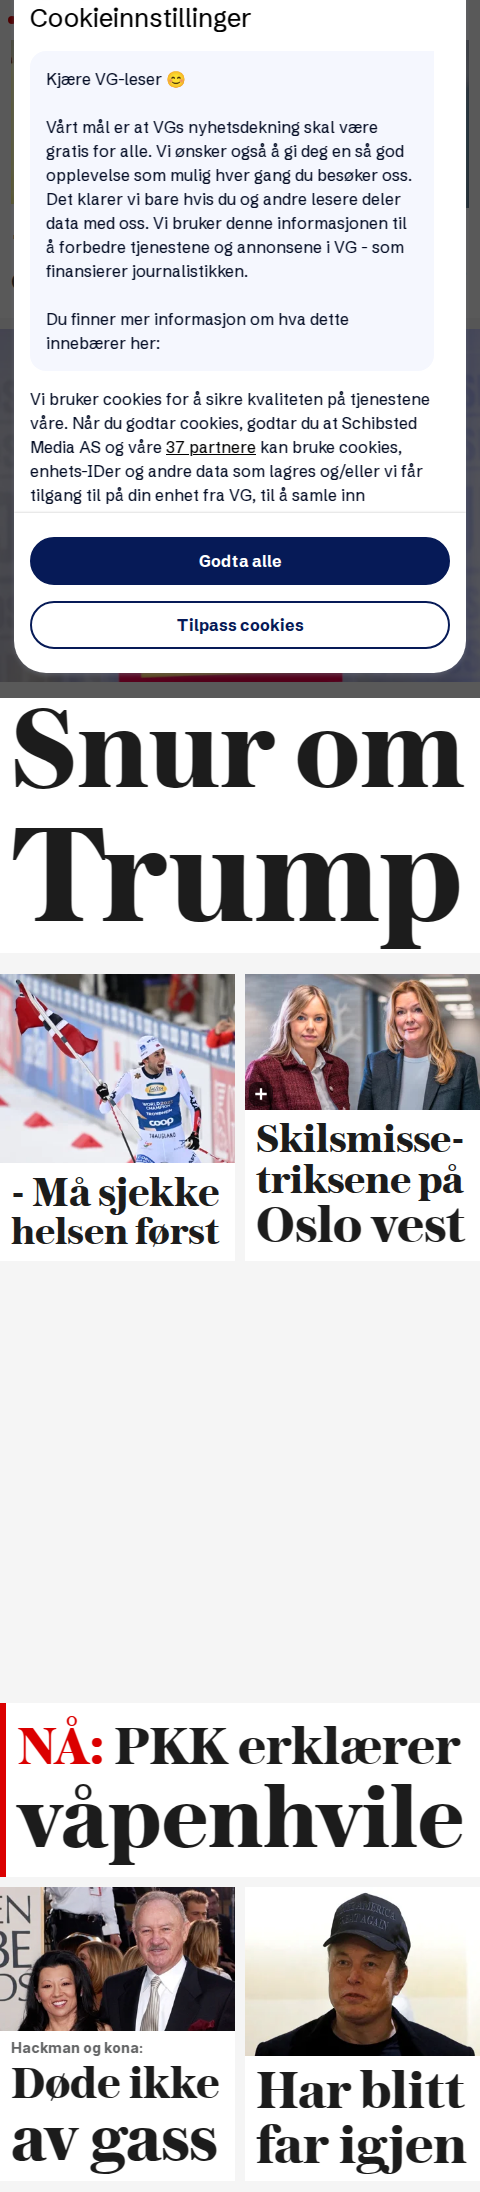 Cookieinnstillinger
Kjære VG-leser 😊
Vårt mål er at VGs nyhetsdekning skal være
gratis for alle. Vi ønsker også å gi deg en så god
opplevelse som mulig hver gang du besøker oss.
Det klarer vi bare hvis du og andre lesere deler
data med oss. Vi bruker denne informasjonen til
å forbedre tjenestene og annonsene i VG - som
finansierer journalistikken.
Du finner mer informasjon om hva dette
innebærer her:
Vi bruker cookies for å sikre kvaliteten på tjenestene
våre. Når du godtar cookies, godtar du at Schibsted
Media AS og våre 37 partnere kan bruke cookies,
enhets-IDer og andre data som lagres og/eller vi får
tilgang til på din enhet fra VG, til å samle inn
Godta alle
Tilpass cookies
Snur om
Trump
coop
TRUSLAND
- Må sjekke
helsen først
Skilsmisse-
triksene på
Oslo vest
NÅ: PKK erklærer
våpenhvile
Hackman og kona:
Døde ikke
av gass
AMERICA
AGAIN
Har blitt
far igjen